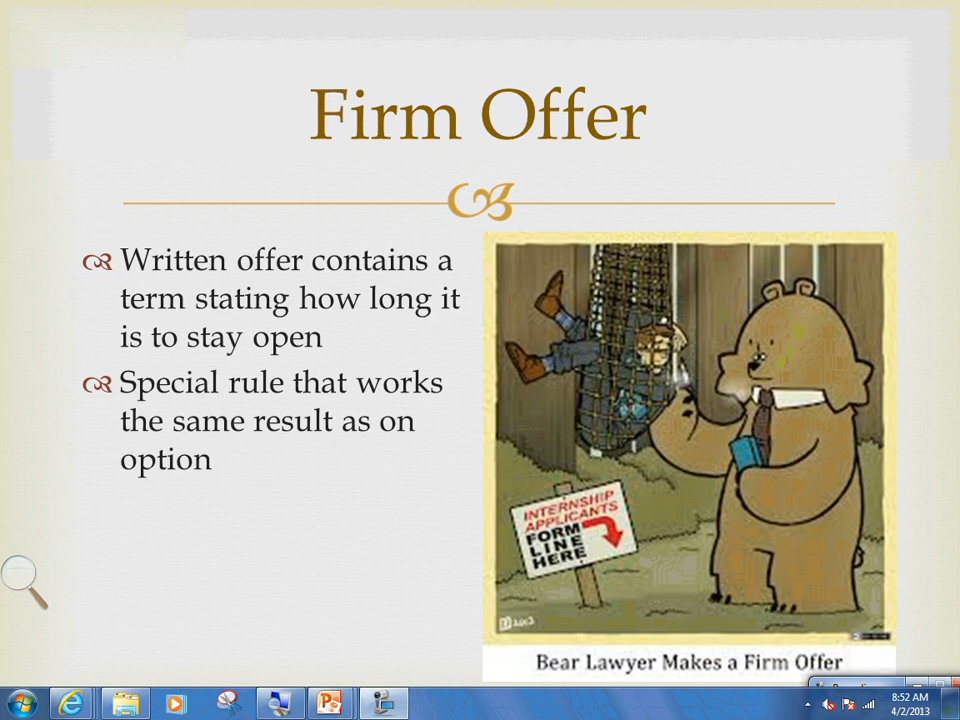 Firm Offer
Written offer contains a
term stating how long it
is to stay open
Special rule that works
the same result as on
option
INTERNSHIP
APPLICANTS
FORM
LINE
HERE
Bear Lawyer Makes a Firm Offer
8:52 AM
4/2/2013